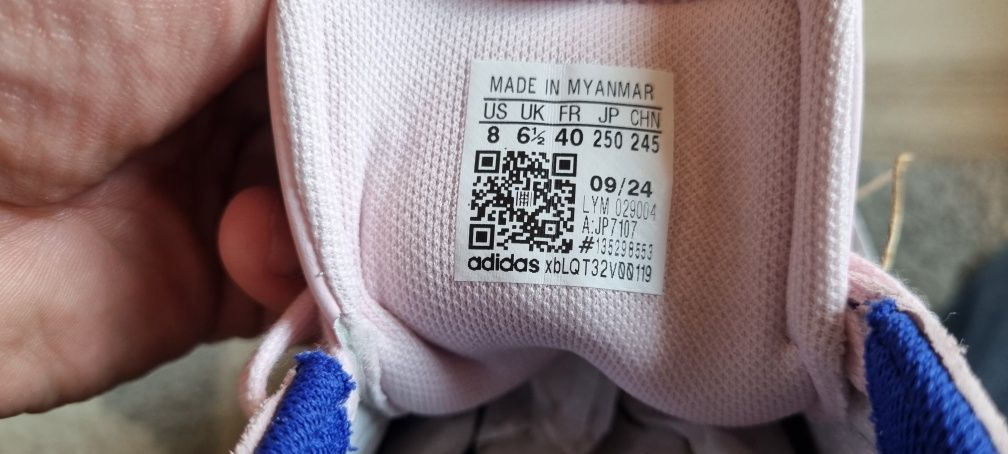 MADE IN MYANMAR
US UK FR JP CHN
8 6½ 40 250 245
09/24
LYM 029004
A:JP7107
#135298553
adidas xbLQT32V00119